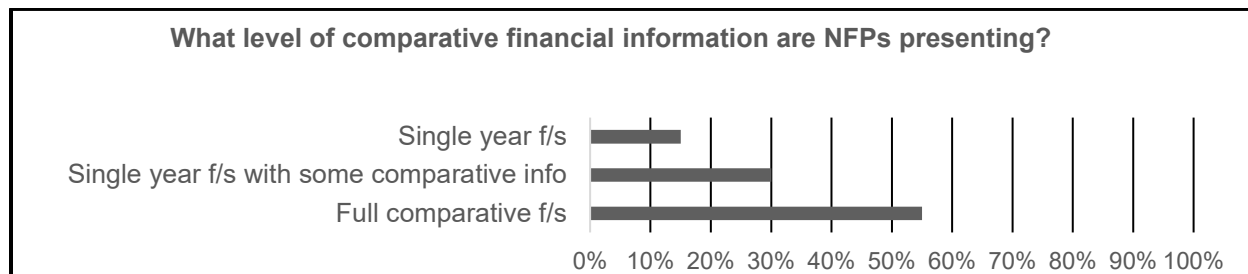 What level of comparative financial information are NFPs presenting?
Single year f/s
Single year f/s with some comparative info
Full comparative f/s
0% 10% 20% 30% 40% 50% 60% 70% 80% 90% 100%